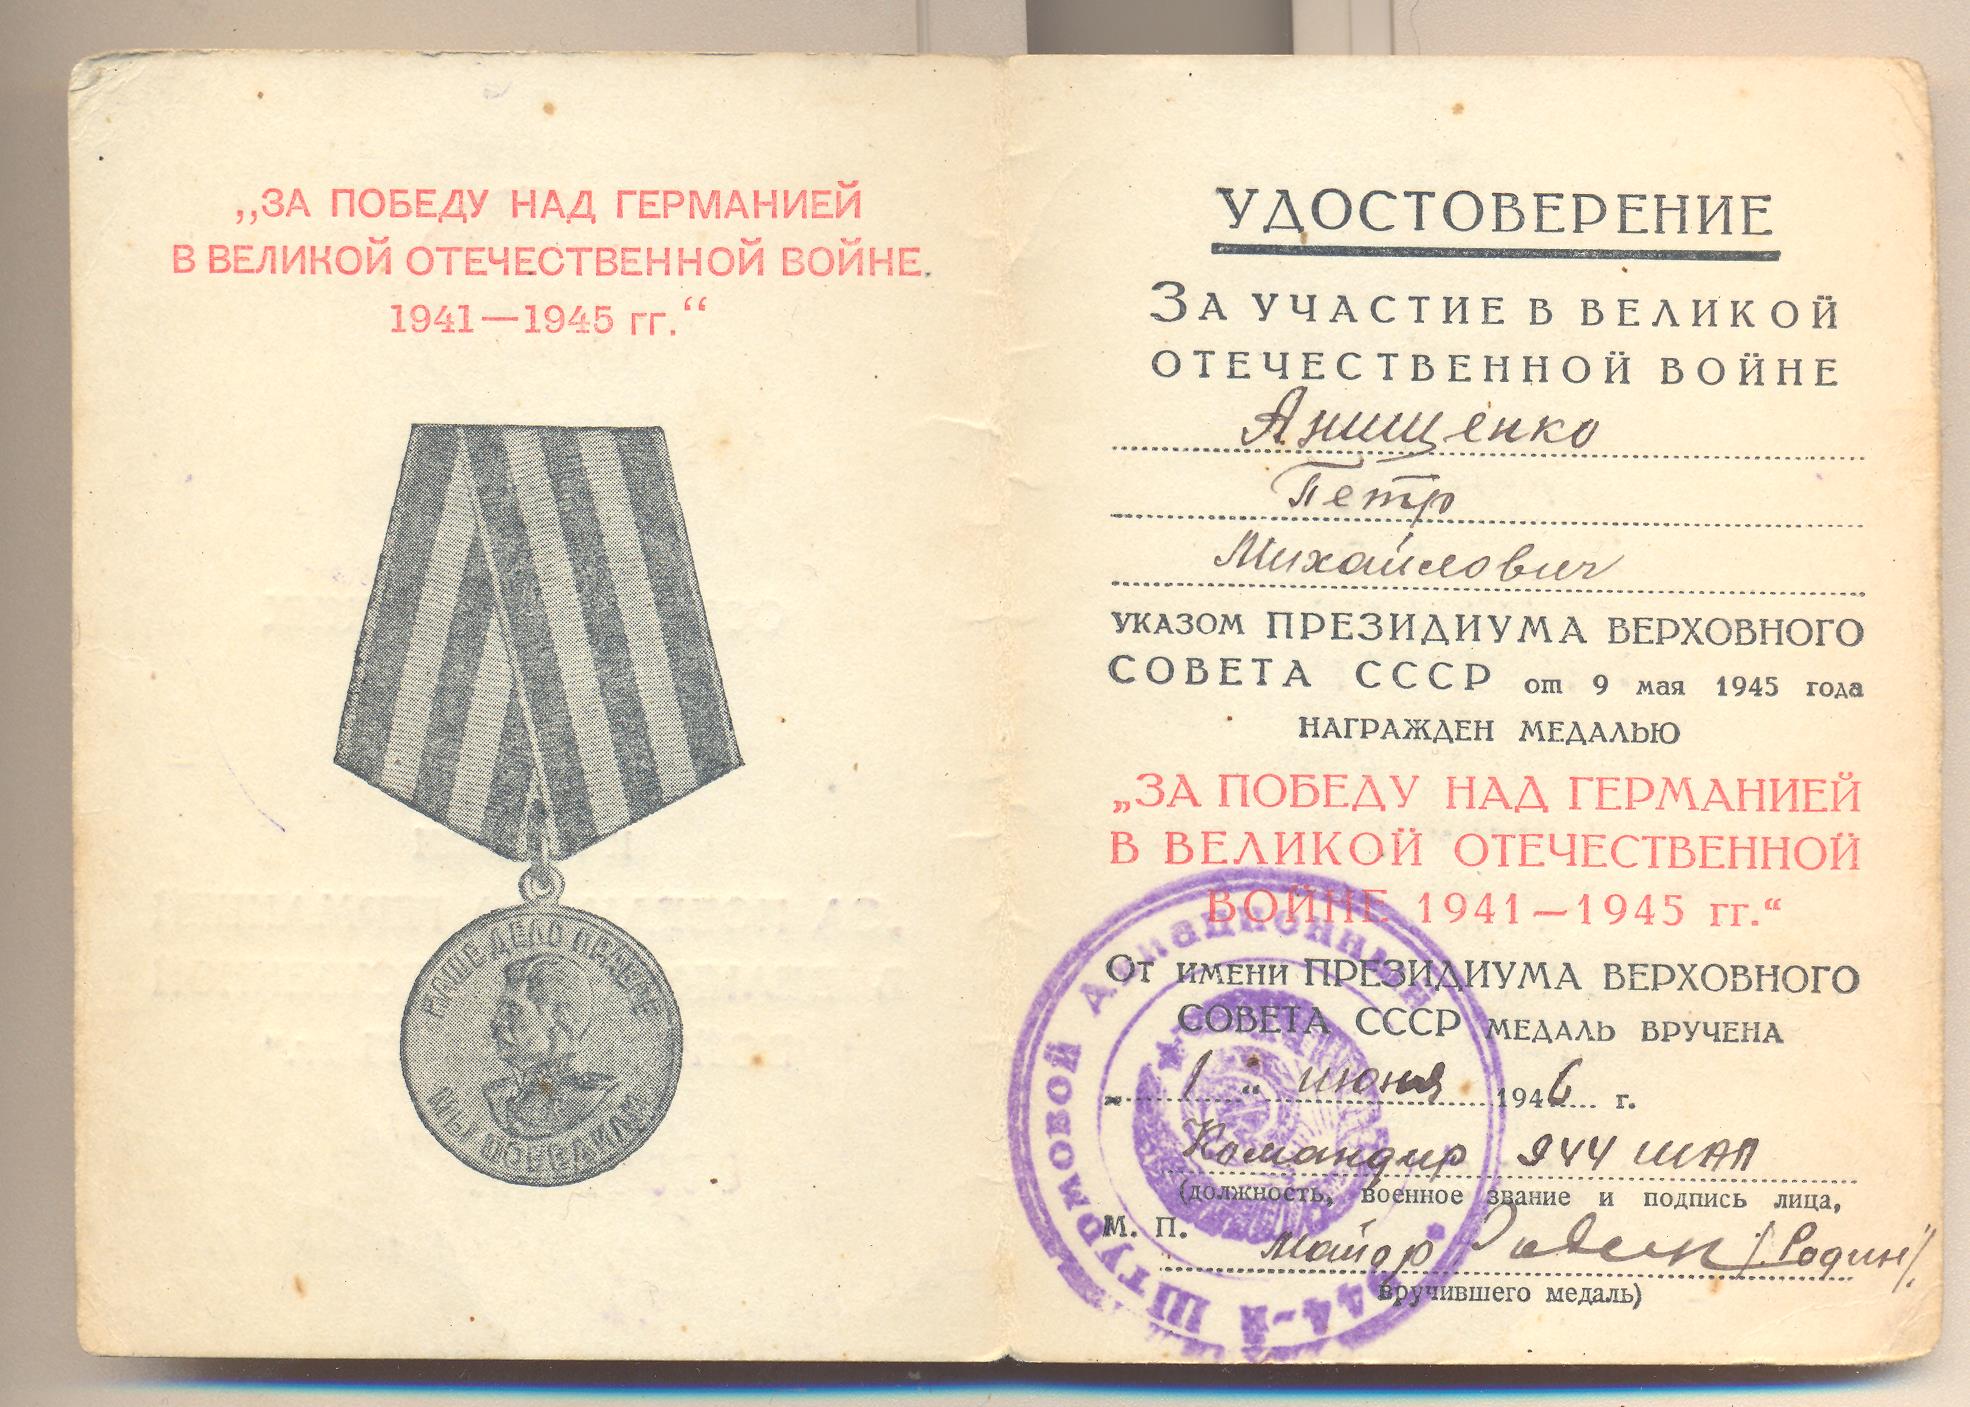 „ЗА ПОБЕДУ НАД ГЕРМАНИЕЙ
В ВЕЛИКОЙ ОТЕЧЕСТВЕННОЙ ВОЙНЕ
1941—1945 гг.“
НАШЕ ДЕЛО ПРАВОЕ
МЫ ПОБЕДИЛИ
УДОСТОВЕРЕНИЕ
ЗА УЧАСТИЕ В ВЕЛИКОЙ
ОТЕЧЕСТВЕННОЙ ВОЙНЕ
Анищенко
Петр
Михайлович
УКАЗОМ ПРЕЗИДИУМА ВЕРХОВНОГО
СОВЕТА СССР от 9 мая 1945 года
НАГРАЖДЕН МЕДАЛЬЮ
„ЗА ПОБЕДУ НАД ГЕРМАНИЕЙ
В ВЕЛИКОЙ ОТЕЧЕСТВЕННОЙ
ВОЙНЕ 1941—1945 гг.“
ОТ ИМЕНИ ПРЕЗИДИУМА ВЕРХОВНОГО
СОВЕТА СССР МЕДАЛЬ ВРУЧЕНА
„1“ июня 1946 г.
Командир 944 ШАП
(должность, военное звание и подпись лица,
М. П. Майор /Родин/
вручившего медаль)
944-й ШТУРМОВОЙ АВИАЦИОННЫЙ